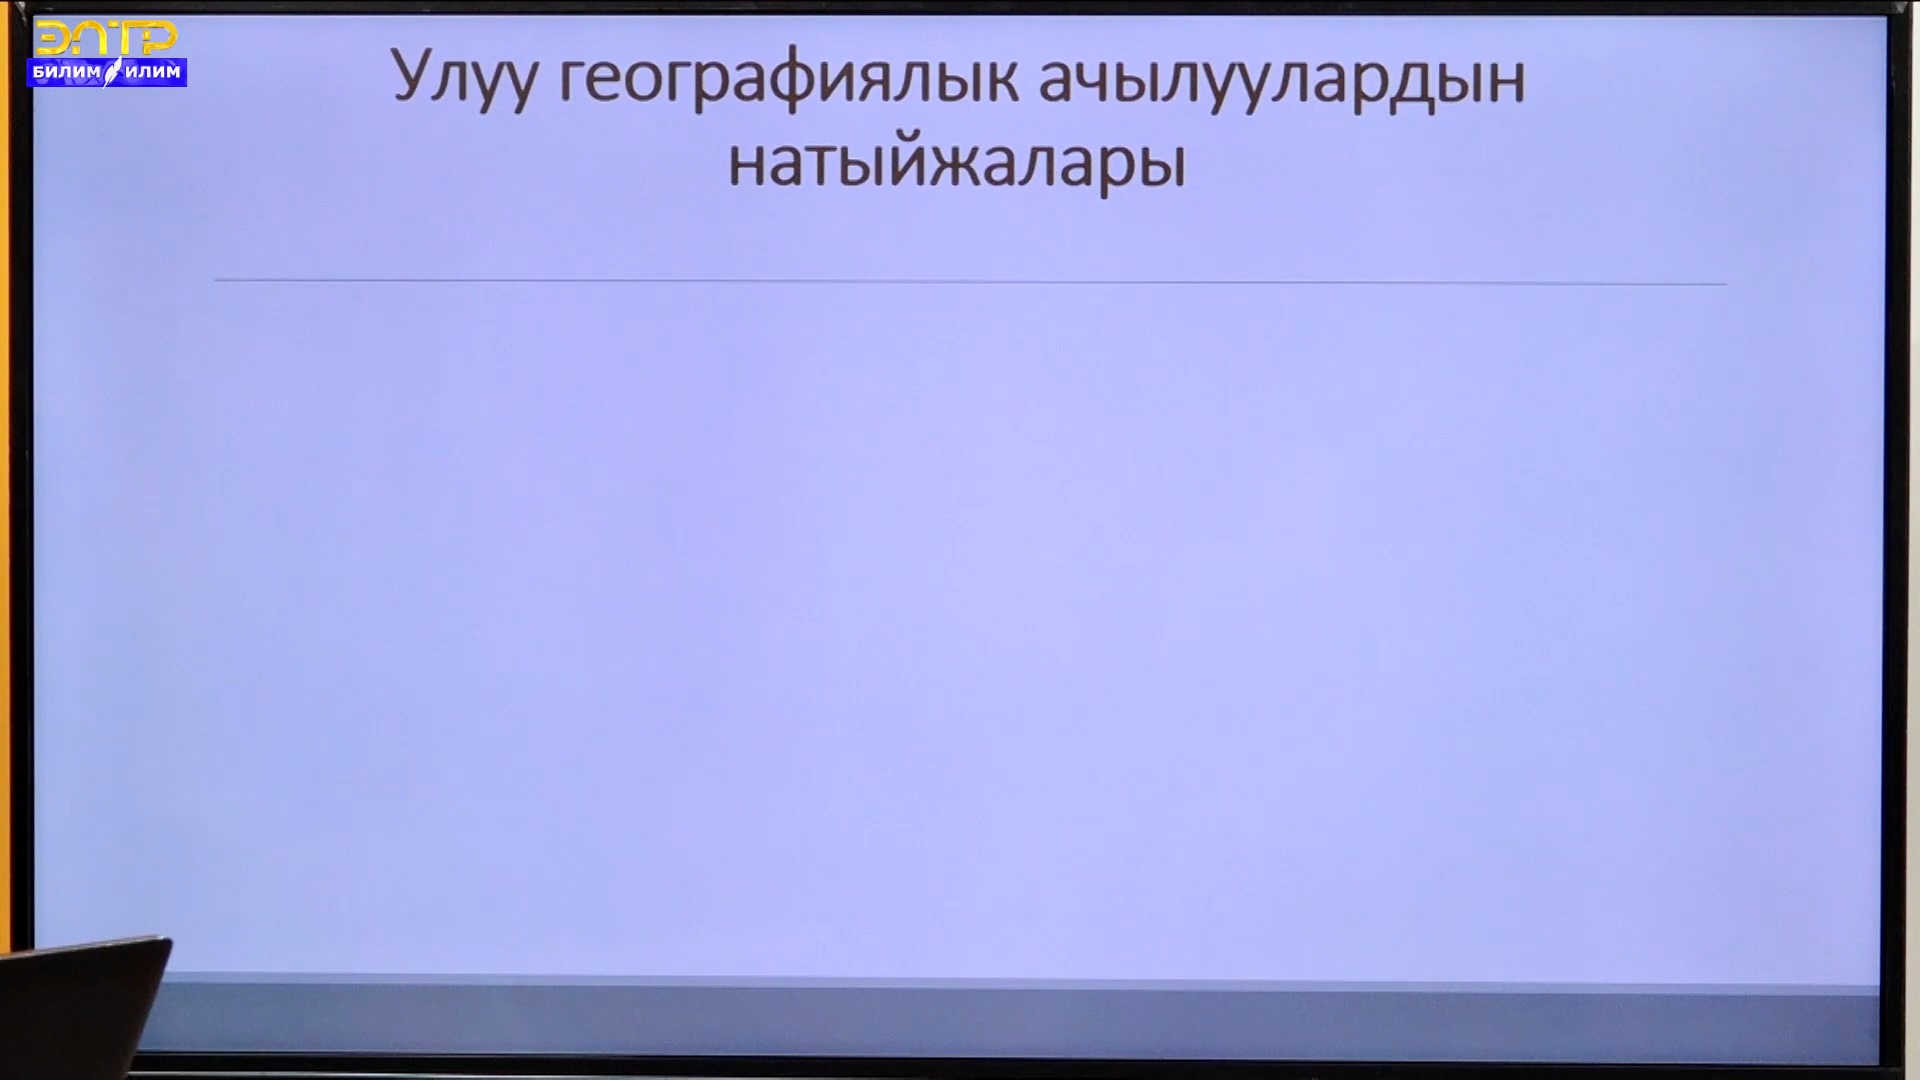 ЭЛТР
БИЛИМ ИЛИМ
Улуу географиялык ачылуулардын
натыйжалары